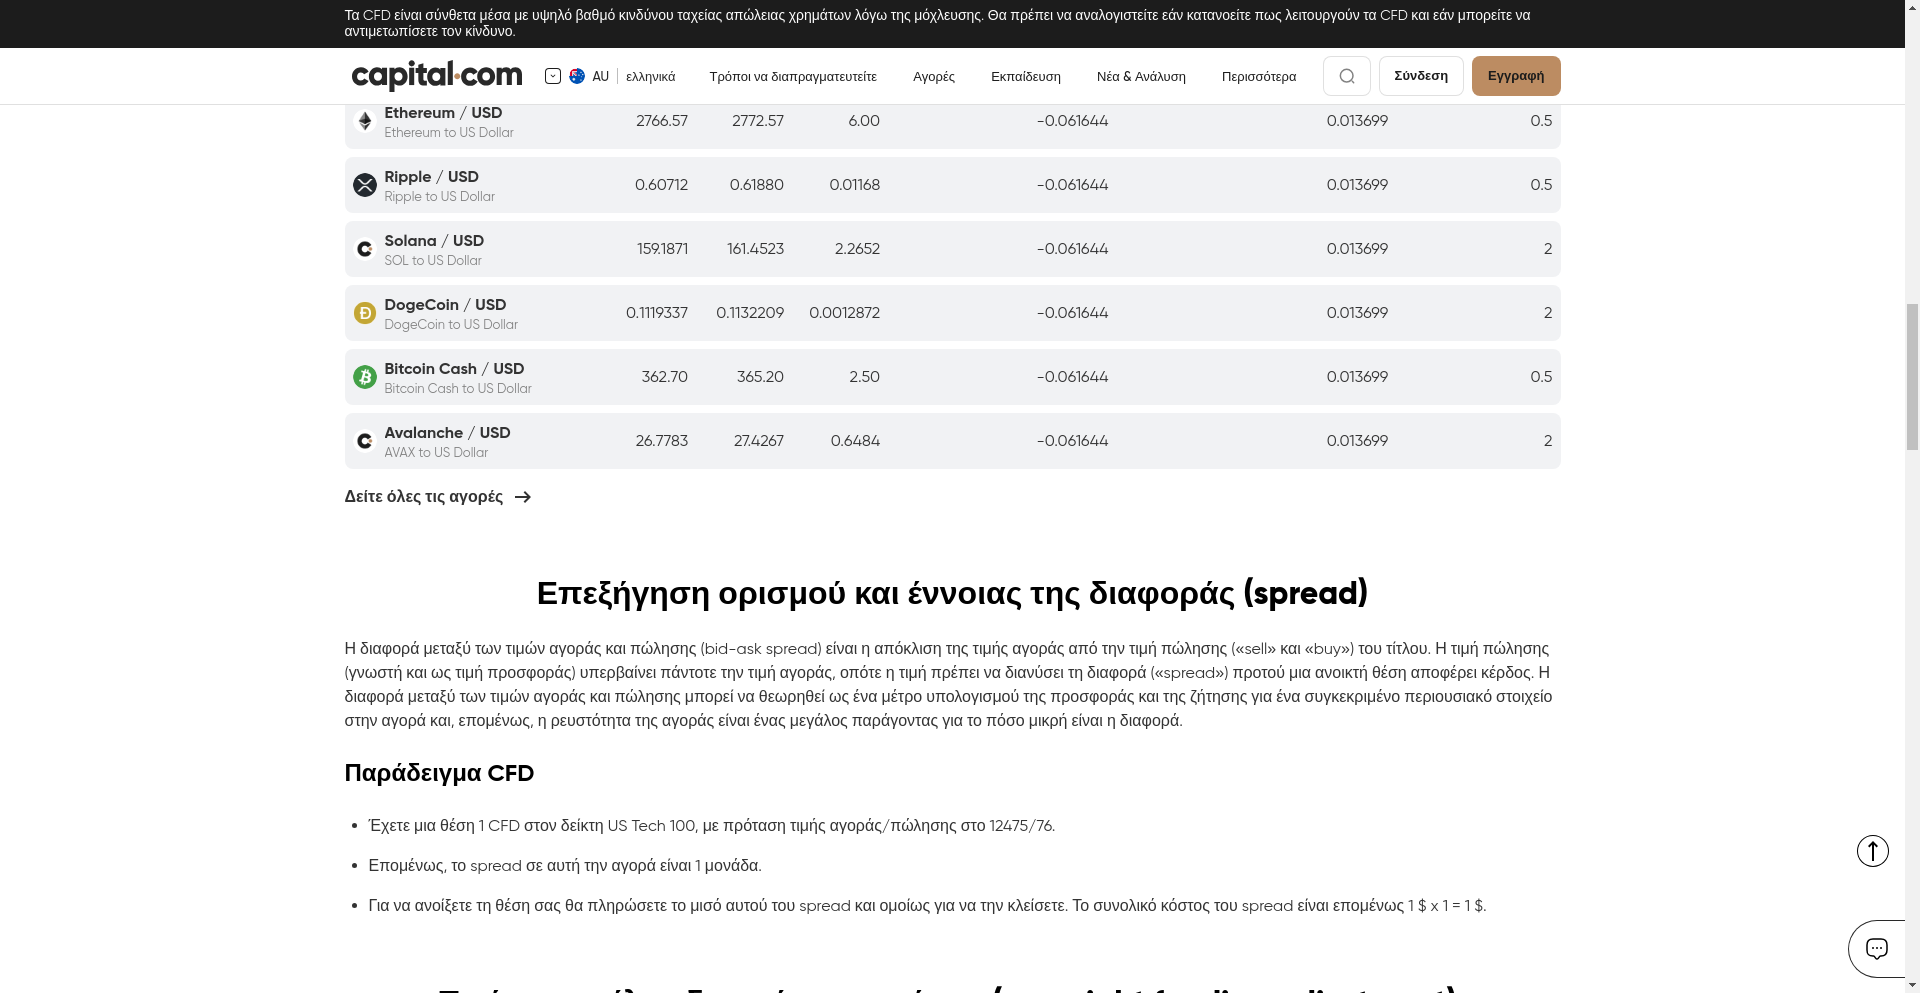 Τα CFD είναι σύνθετα μέσα με υψηλό βαθμό κινδύνου ταχείας απώλειας χρημάτων λόγω της μόχλευσης. Θα πρέπει να αναλογιστείτε εάν κατανοείτε πως λειτουργούν τα CFD και εάν μπορείτε να
αντιμετωπίσετε τον κίνδυνο.
capital.com AU ελληνικά Τρόποι να διαπραγματευτείτε Αγορές Εκπαίδευση Νέα & Ανάλυση Περισσότερα Σύνδεση Εγγραφή
Ethereum / USD 2766.57 2772.57 6.00 -0.061644 0.013699 0.5
Ethereum to US Dollar
Ripple / USD 0.60712 0.61880 0.01168 -0.061644 0.013699 0.5
Ripple to US Dollar
Solana / USD 159.1871 161.4523 2.2652 -0.061644 0.013699 2
SOL to US Dollar
DogeCoin / USD 0.1119337 0.1132209 0.0012872 -0.061644 0.013699 2
DogeCoin to US Dollar
Bitcoin Cash / USD 362.70 365.20 2.50 -0.061644 0.013699 0.5
Bitcoin Cash to US Dollar
Avalanche / USD 26.7783 27.4267 0.6484 -0.061644 0.013699 2
AVAX to US Dollar
Δείτε όλες τις αγορές
Επεξήγηση ορισμού και έννοιας της διαφοράς (spread)
Η διαφορά μεταξύ των τιμών αγοράς και πώλησης (bid-ask spread) είναι η απόκλιση της τιμής αγοράς από την τιμή πώλησης («sell» και «buy») του τίτλου. Η τιμή πώλησης
(γνωστή και ως τιμή προσφοράς) υπερβαίνει πάντοτε την τιμή αγοράς, οπότε η τιμή πρέπει να διανύσει τη διαφορά («spread») προτού μια ανοικτή θέση αποφέρει κέρδος. Η
διαφορά μεταξύ των τιμών αγοράς και πώλησης μπορεί να θεωρηθεί ως ένα μέτρο υπολογισμού της προσφοράς και της ζήτησης για ένα συγκεκριμένο περιουσιακό στοιχείο
στην αγορά και, επομένως, η ρευστότητα της αγοράς είναι ένας μεγάλος παράγοντας για το πόσο μικρή είναι η διαφορά.
Παράδειγμα CFD
• Έχετε μια θέση 1 CFD στον δείκτη US Tech 100, με πρόταση τιμής αγοράς/πώλησης στο 12475/76.
• Επομένως, το spread σε αυτή την αγορά είναι 1 μονάδα.
• Για να ανοίξετε τη θέση σας θα πληρώσετε το μισό αυτού του spread και ομοίως για να την κλείσετε. Το συνολικό κόστος του spread είναι επομένως 1 $ x 1 = 1 $.